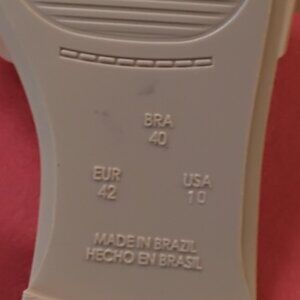 BRA
40
EUR
42
USA
10
MADE IN BRAZIL
HECHO EN BRASIL